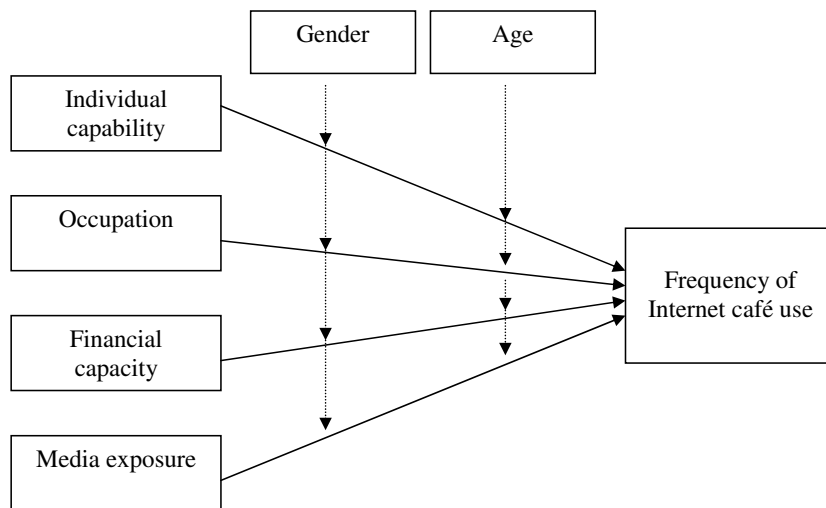 Gender
Age
Individual
capability
Occupation
Financial
capacity
Media exposure
Frequency of
Internet café use